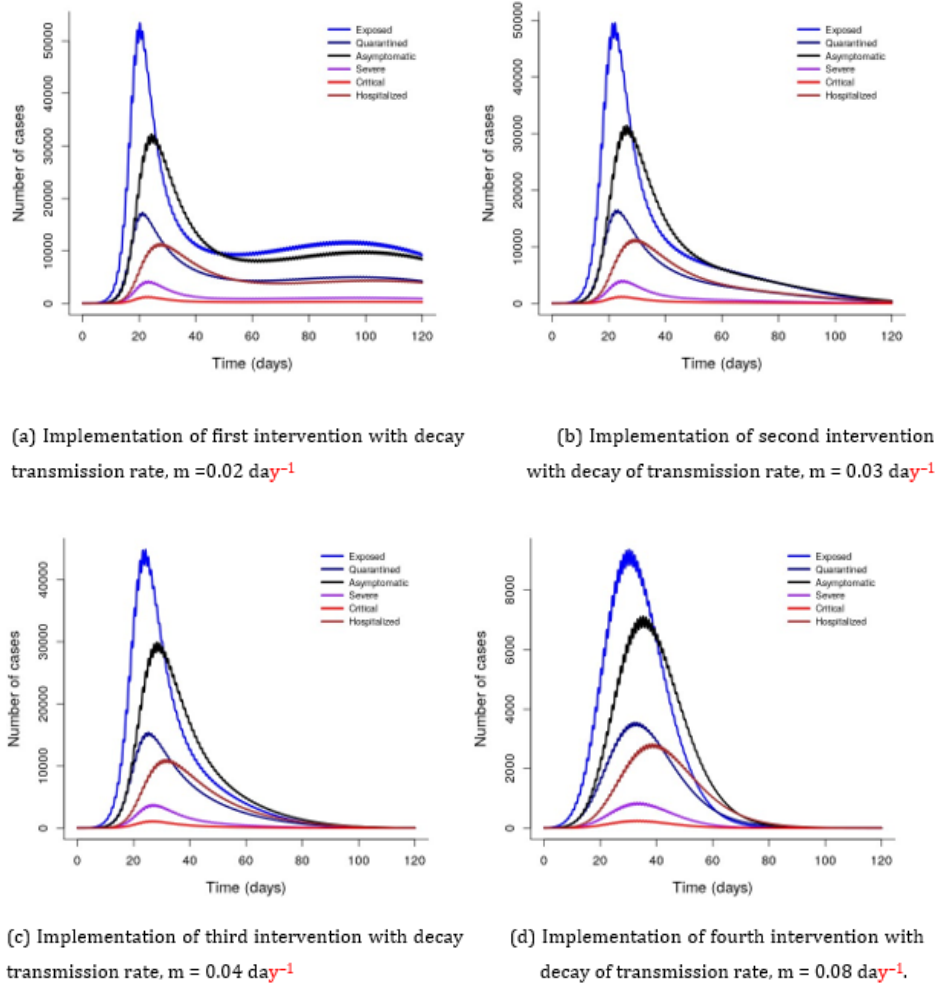 Exposed
Quarantined
Asymptomatic
Severe
Critical
Hospitalized
Number of cases
0 10000 20000 30000 40000 50000
0 20 40 60 80 100 120
Time (days)
Exposed
Quarantined
Asymptomatic
Severe
Critical
Hospitalized
Number of cases
0 10000 20000 30000 40000 50000
0 20 40 60 80 100 120
Time (days)
(a) Implementation of first intervention with decay
transmission rate, m =0.02 day⁻¹
(b) Implementation of second intervention
with decay of transmission rate, m = 0.03 day⁻¹
Exposed
Quarantined
Asymptomatic
Severe
Critical
Hospitalized
Number of cases
0 10000 20000 30000 40000
0 20 40 60 80 100 120
Time (days)
Exposed
Quarantined
Asymptomatic
Severe
Critical
Hospitalized
Number of cases
0 2000 4000 6000 8000
0 20 40 60 80 100 120
Time (days)
(c) Implementation of third intervention with decay
transmission rate, m = 0.04 day⁻¹
(d) Implementation of fourth intervention with
decay of transmission rate, m = 0.08 day⁻¹.